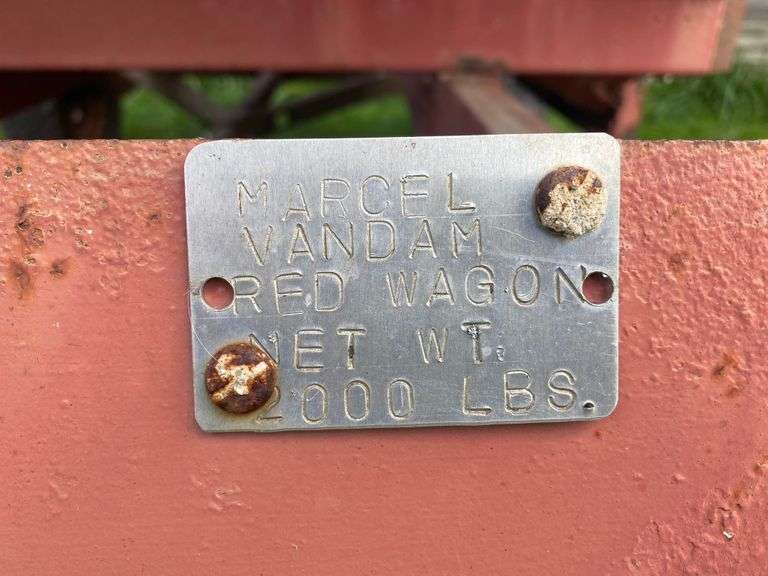 MARCEL
VANDAM
RED WAGON
NET WT.
2000 LBS.